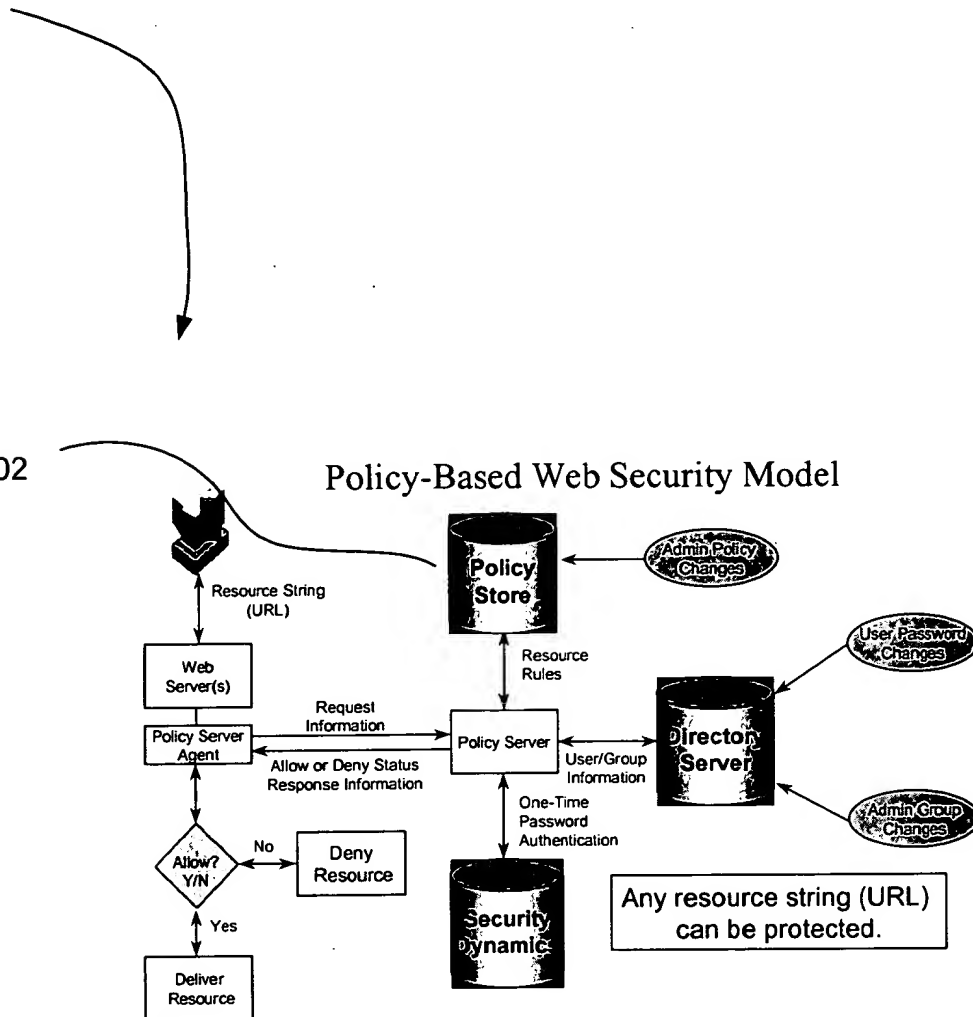 02
Policy-Based Web Security Model
Resource String
(URL)
Policy
Store
Admin Policy
Changes
Web
Server(s)
Resource
Rules
User Password
Changes
Request
Information
Policy Server
Agent
Policy Server
Allow or Deny Status
Response Information
User/Group
Information
Directory
Server
One-Time
Password
Authentication
Admin Group
Changes
Allow?
Y/N
No
Deny
Resource
Yes
Security
Dynamic
Any resource string (URL)
can be protected.
Deliver
Resource